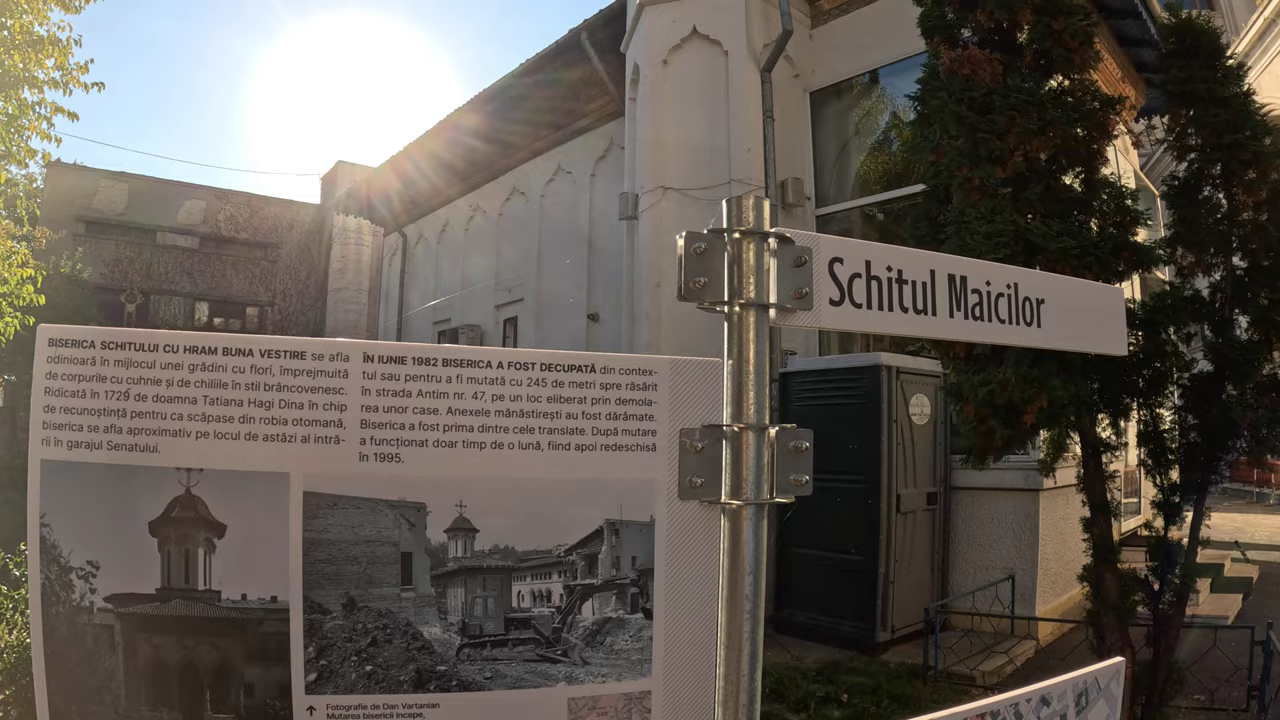 BISERICA SCHITULUI CU HRAM BUNA VESTIRE se afla
odinioară în mijlocul unei grădini cu flori, împrejmuită
de corpurile cu cuhnie și de chiliile în stil brâncovenesc.
Ridicată în 1729 de doamna Tatiana Hagi Dina în chip
de recunoștință pentru ca scăpase din robia otomană,
biserica se afla aproximativ pe locul de astăzi al intră-
rii în garajul Senatului.
ÎN IUNIE 1982 BISERICA A FOST DECUPATĂ din contex-
tul sau pentru a fi mutată cu 245 de metri spre răsărit
în strada Antim nr. 47, pe un loc eliberat prin demola-
rea unor case. Anexele mănăstirești au fost dărâmate.
Biserica a fost prima dintre cele translate. După mutare
a funcționat doar timp de o lună, fiind apoi redeschisă
în 1995.
Fotografie de Dan Vartanian
Mutarea bisericii incepe,
Schitul Maicilor